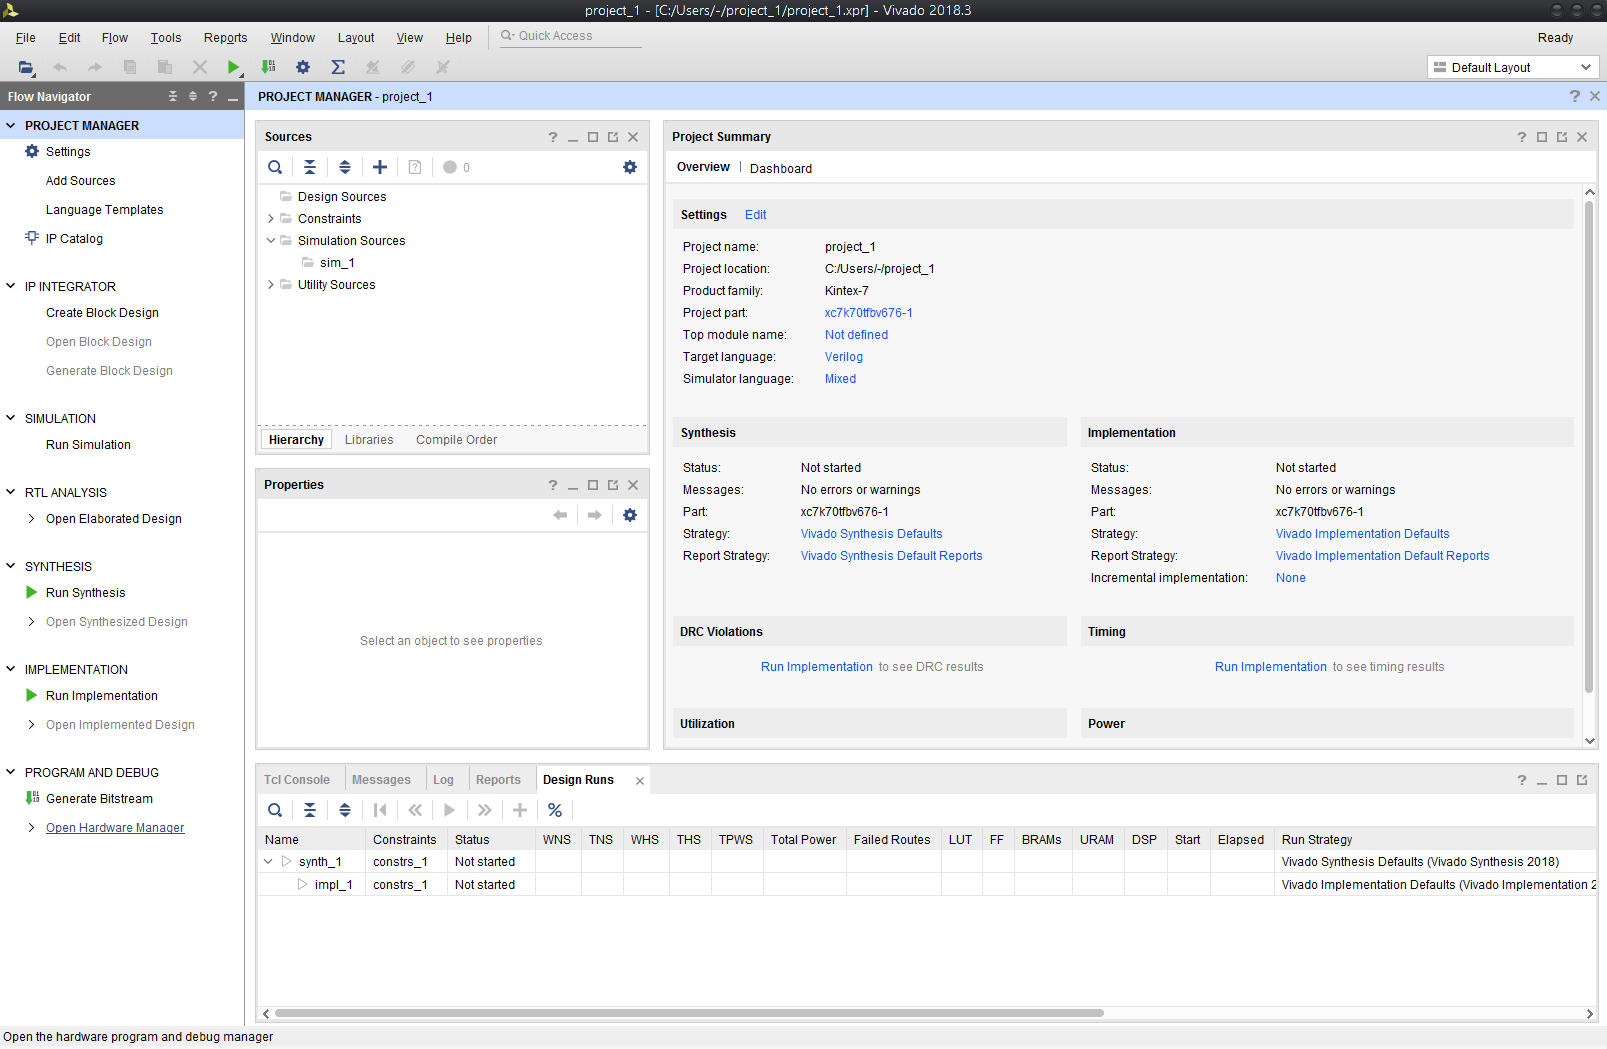 project_1 - [C:/Users/-/project_1/project_1.xpr] - Vivado 2018.3
File Edit Flow Tools Reports Window Layout View Help Quick Access Ready
Default Layout
Flow Navigator
PROJECT MANAGER - project_1
PROJECT MANAGER
Settings
Add Sources
Language Templates
IP Catalog
IP INTEGRATOR
Create Block Design
Open Block Design
Generate Block Design
SIMULATION
Run Simulation
RTL ANALYSIS
Open Elaborated Design
SYNTHESIS
Run Synthesis
Open Synthesized Design
IMPLEMENTATION
Run Implementation
Open Implemented Design
PROGRAM AND DEBUG
Generate Bitstream
Open Hardware Manager
Sources
0
Design Sources
Constraints
Simulation Sources
sim_1
Utility Sources
Hierarchy Libraries Compile Order
Properties
Select an object to see properties
Project Summary
Overview | Dashboard
Settings Edit
Project name: project_1
Project location: C:/Users/-/project_1
Product family: Kintex-7
Project part: xc7k70tfbv676-1
Top module name: Not defined
Target language: Verilog
Simulator language: Mixed
Synthesis
Status: Not started
Messages: No errors or warnings
Part: xc7k70tfbv676-1
Strategy: Vivado Synthesis Defaults
Report Strategy: Vivado Synthesis Default Reports
Implementation
Status: Not started
Messages: No errors or warnings
Part: xc7k70tfbv676-1
Strategy: Vivado Implementation Defaults
Report Strategy: Vivado Implementation Default Reports
Incremental implementation: None
DRC Violations
Run Implementation to see DRC results
Timing
Run Implementation to see timing results
Utilization
Power
Tcl Console Messages Log Reports Design Runs
Name Constraints Status WNS TNS WHS THS TPWS Total Power Failed Routes LUT FF BRAMs URAM DSP Start Elapsed Run Strategy
synth_1 constrs_1 Not started Vivado Synthesis Defaults (Vivado Synthesis 2018)
impl_1 constrs_1 Not started Vivado Implementation Defaults (Vivado Implementation 2
Open the hardware program and debug manager